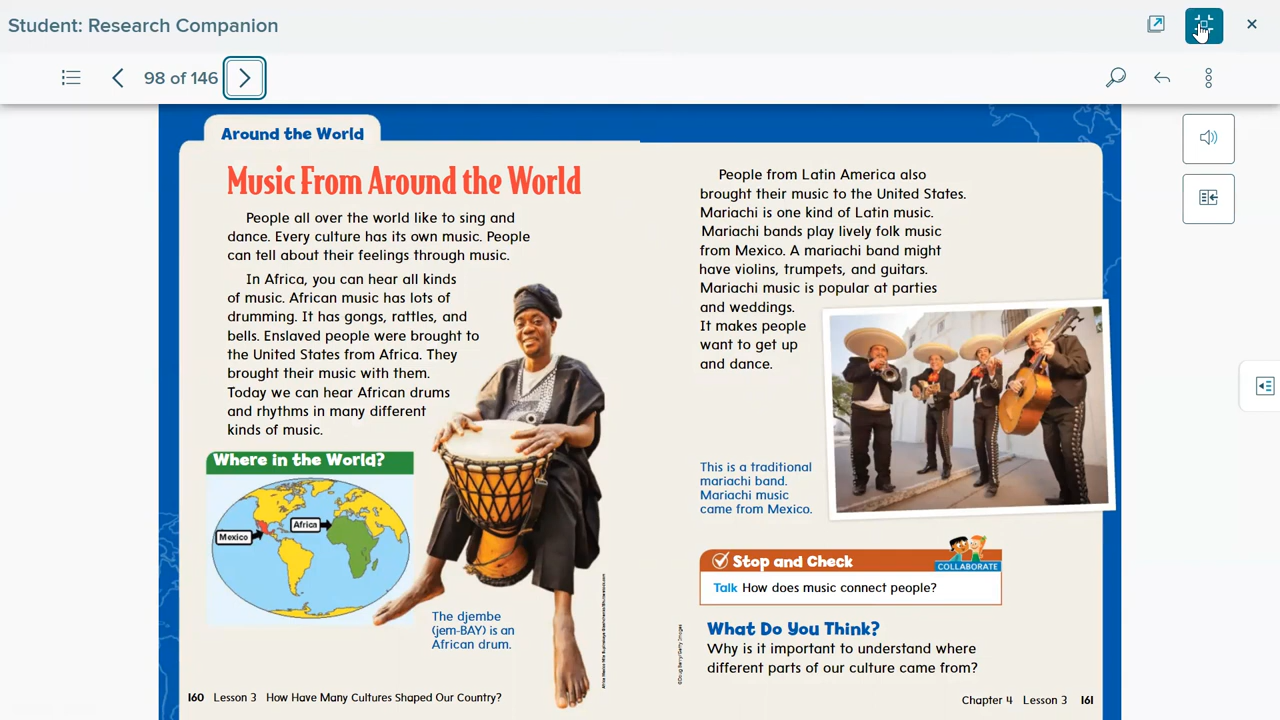 Student: Research Companion
98 of 146
Around the World
Music From Around the World
People all over the world like to sing and
dance. Every culture has its own music. People
can tell about their feelings through music.
In Africa, you can hear all kinds
of music. African music has lots of
drumming. It has gongs, rattles, and
bells. Enslaved people were brought to
the United States from Africa. They
brought their music with them.
Today we can hear African drums
and rhythms in many different
kinds of music.
Where in the World?
Africa
Mexico
The djembe
(jem-BAY) is an
African drum.
160 Lesson 3 How Have Many Cultures Shaped Our Country?
People from Latin America also
brought their music to the United States.
Mariachi is one kind of Latin music.
Mariachi bands play lively folk music
from Mexico. A mariachi band might
have violins, trumpets, and guitars.
Mariachi music is popular at parties
and weddings.
It makes people
want to get up
and dance.
This is a traditional
mariachi band.
Mariachi music
came from Mexico.
Stop and Check
COLLABORATE
Talk How does music connect people?
What Do You Think?
Why is it important to understand where
different parts of our culture came from?
Chapter 4 Lesson 3 161